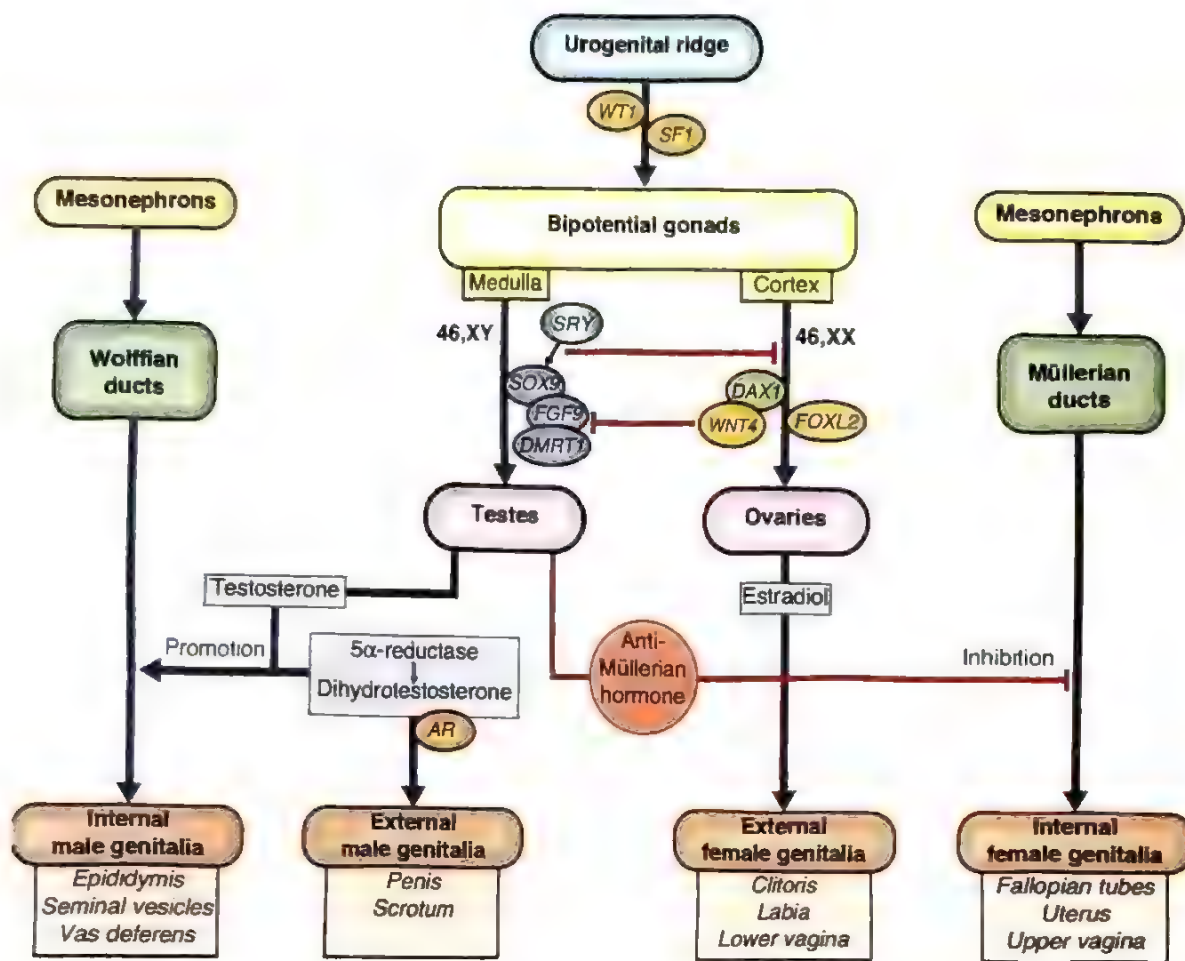 Urogenital ridge
WT1
SF1
Mesonephrons
Bipotential gonads
Mesonephrons
Medulla
Cortex
46,XY
SRY
46,XX
Wolffian
ducts
Müllerian
ducts
SOX9
DAX1
FGF9
WNT4
FOXL2
DMRT1
Testes
Ovaries
Testosterone
Estradiol
Promotion
5α-reductase
Dihydrotestosterone
Anti-
Müllerian
hormone
Inhibition
AR
Internal
male genitalia
Epididymis
Seminal vesicles
Vas deferens
External
male genitalia
Penis
Scrotum
External
female genitalia
Clitoris
Labia
Lower vagina
Internal
female genitalia
Fallopian tubes
Uterus
Upper vagina